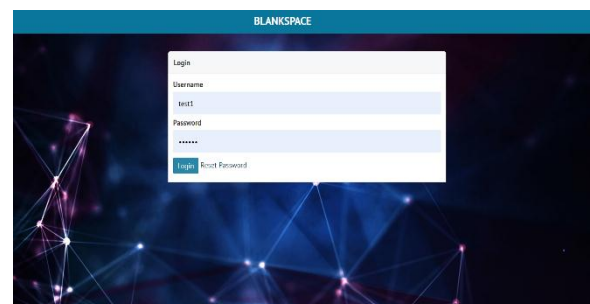 BLANKSPACE
Login
Username
test1
Password
••••••
Login Reset Password